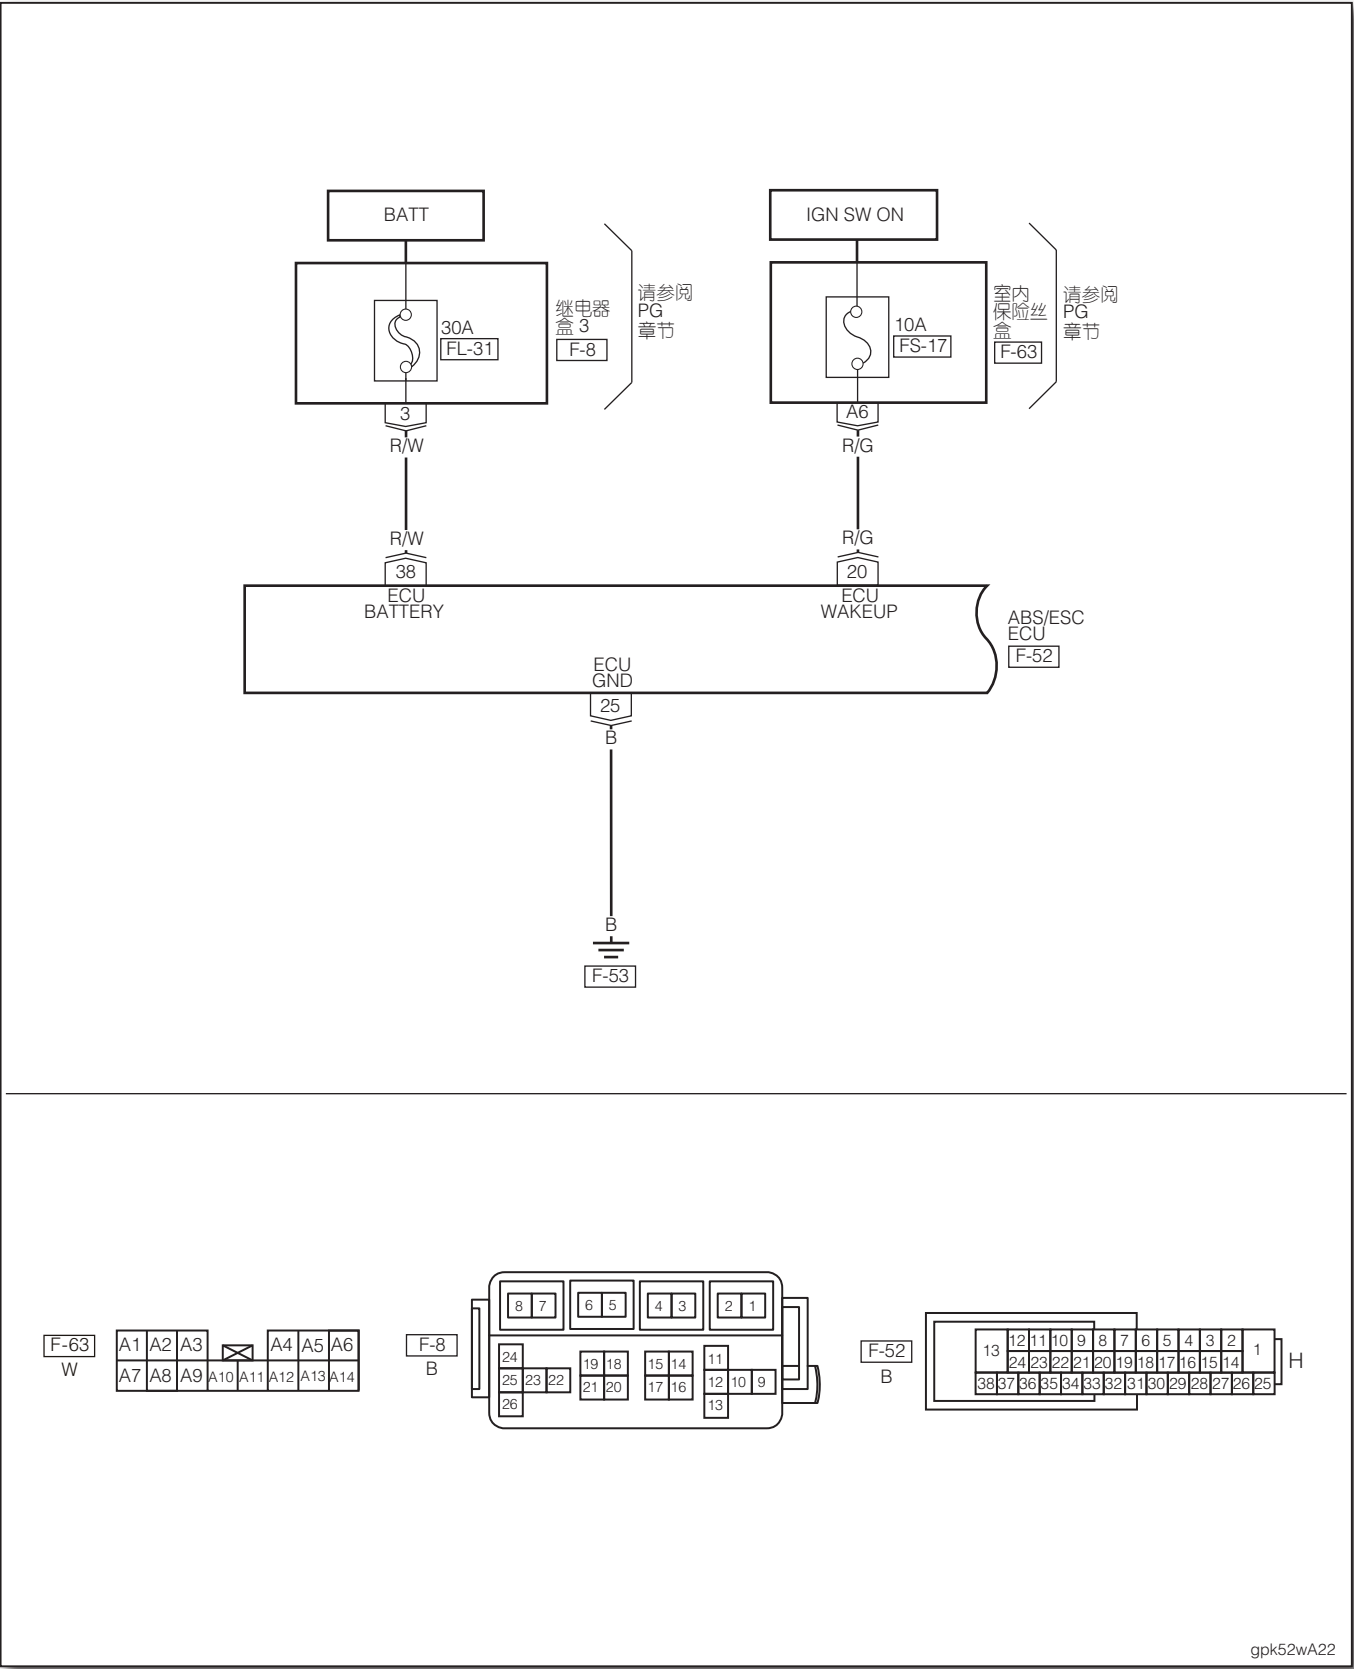 BATT
IGN SW ON
30A
FL-31
继电器
盒 3
F-8
请参阅
PG
章节
10A
FS-17
室内
保险丝
盒
F-63
请参阅
PG
章节
3
R/W
A6
R/G
R/W
38
R/G
20
ECU
BATTERY
ECU
WAKEUP
ABS/ESC
ECU
F-52
ECU
GND
25
B
B
F-53
F-63
W
A1 A2 A3 A4 A5 A6
A7 A8 A9 A10 A11 A12 A13 A14
F-8
B
8 7 6 5 4 3 2 1
24 19 18 15 14 11
25 23 22 21 20 17 16 12 10 9
26 13
F-52
B
13 12 11 10 9 8 7 6 5 4 3 2 1
24 23 22 21 20 19 18 17 16 15 14
38 37 36 35 34 33 32 31 30 29 28 27 26 25
H
gpk52wA22